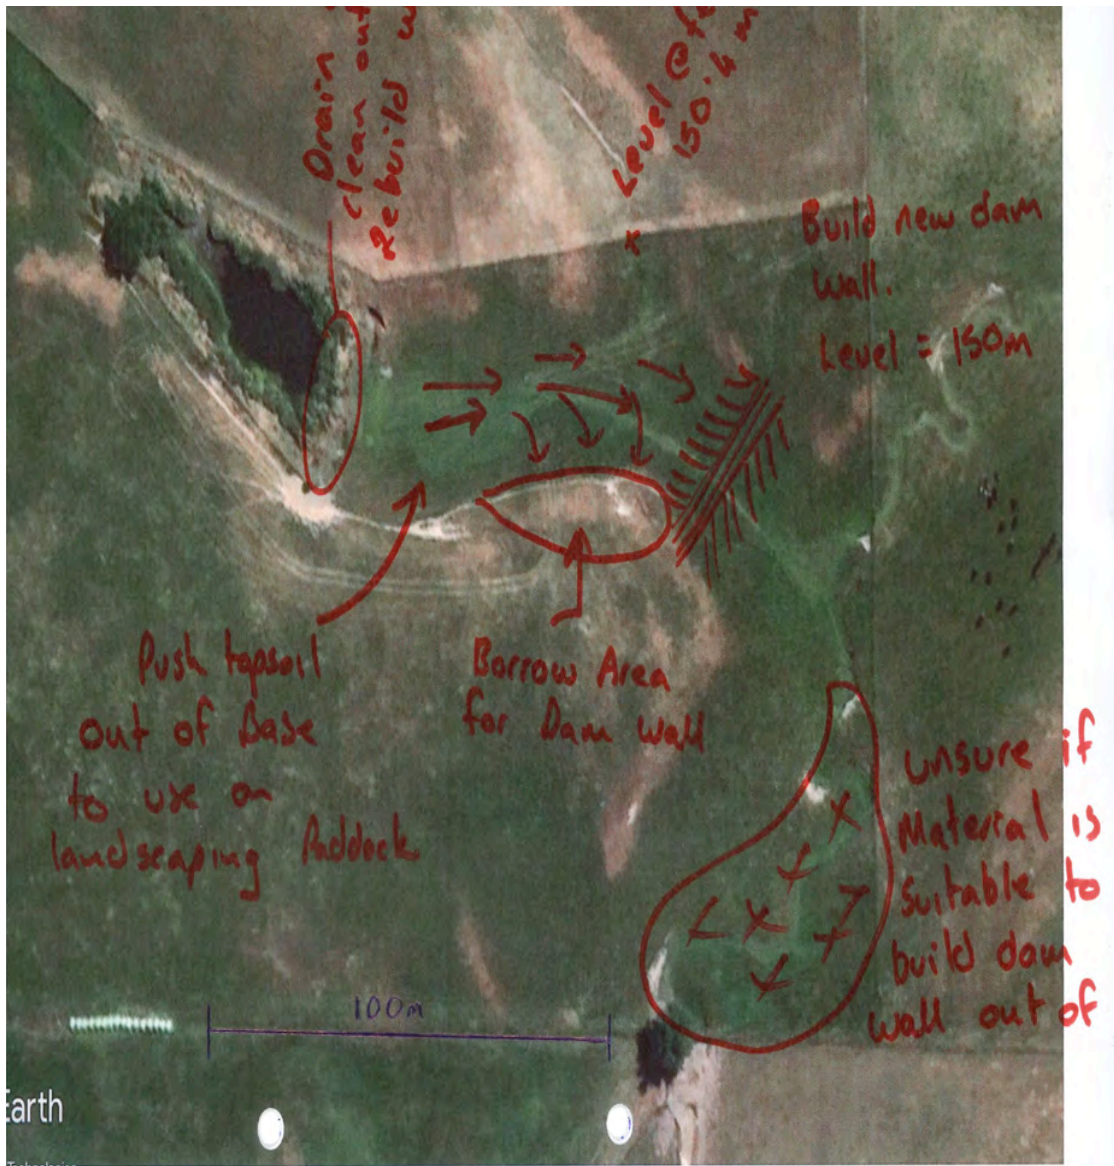 Drain
clean out
rebuild
Level @
150.4 m
x
Build new dam
wall.
Level = 150m
Push topsoil
out of Base
to use on
landscaping Paddock
Borrow Area
for Dam Wall
unsure if
Material is
suitable to
build dam
wall out of
100m
Earth